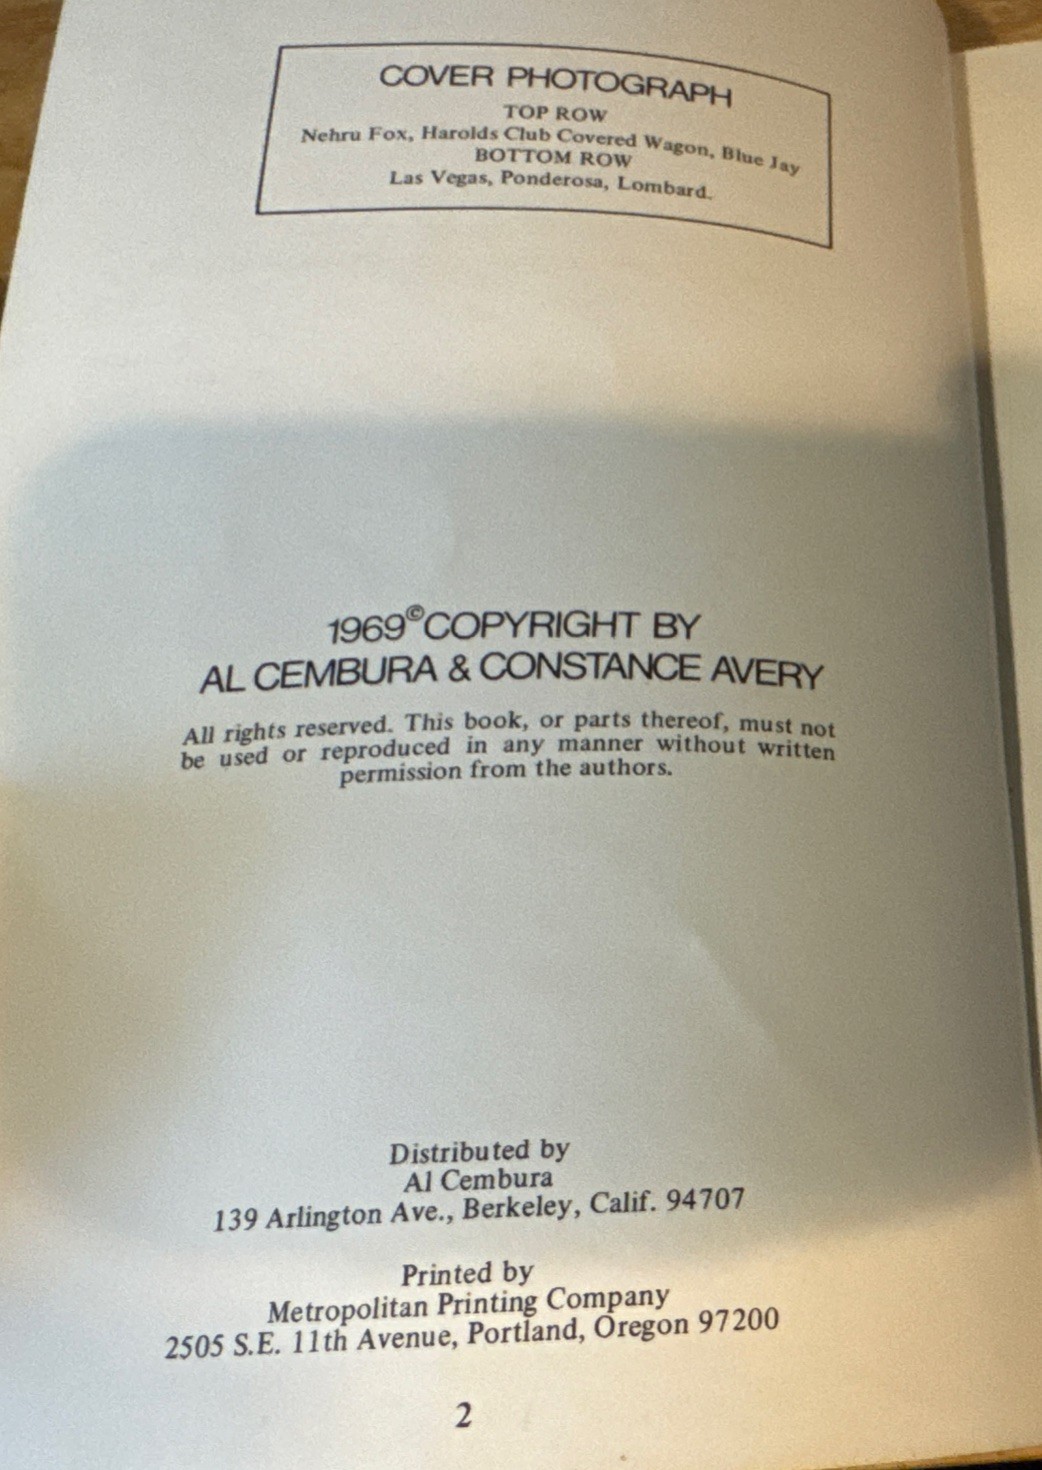 COVER PHOTOGRAPH
TOP ROW
Nehru Fox, Harolds Club Covered Wagon, Blue Jay
BOTTOM ROW
Las Vegas, Ponderosa, Lombard.
1969©COPYRIGHT BY
AL CEMBURA & CONSTANCE AVERY
All rights reserved. This book, or parts thereof, must not
be used or reproduced in any manner without written
permission from the authors.
Distributed by
Al Cembura
139 Arlington Ave., Berkeley, Calif. 94707
Printed by
Metropolitan Printing Company
2505 S.E. 11th Avenue, Portland, Oregon 97200
2